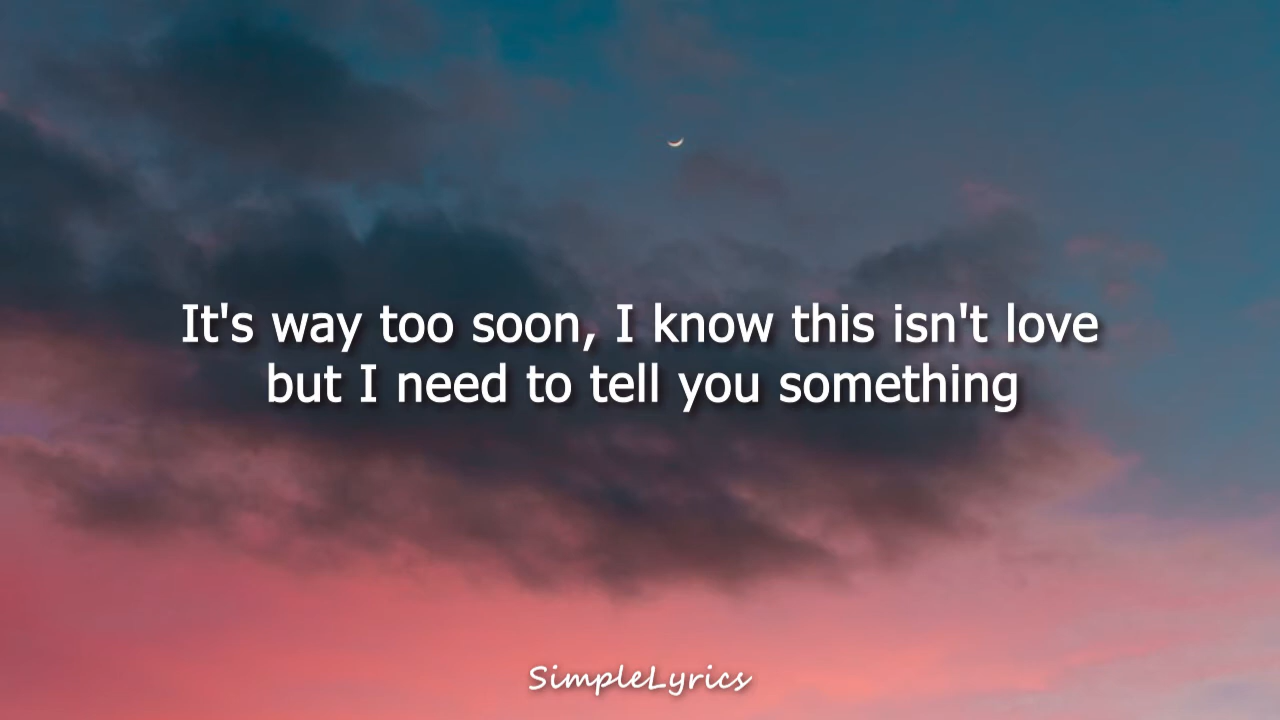 It's way too soon, I know this isn't love
but I need to tell you something
SimpleLyrics